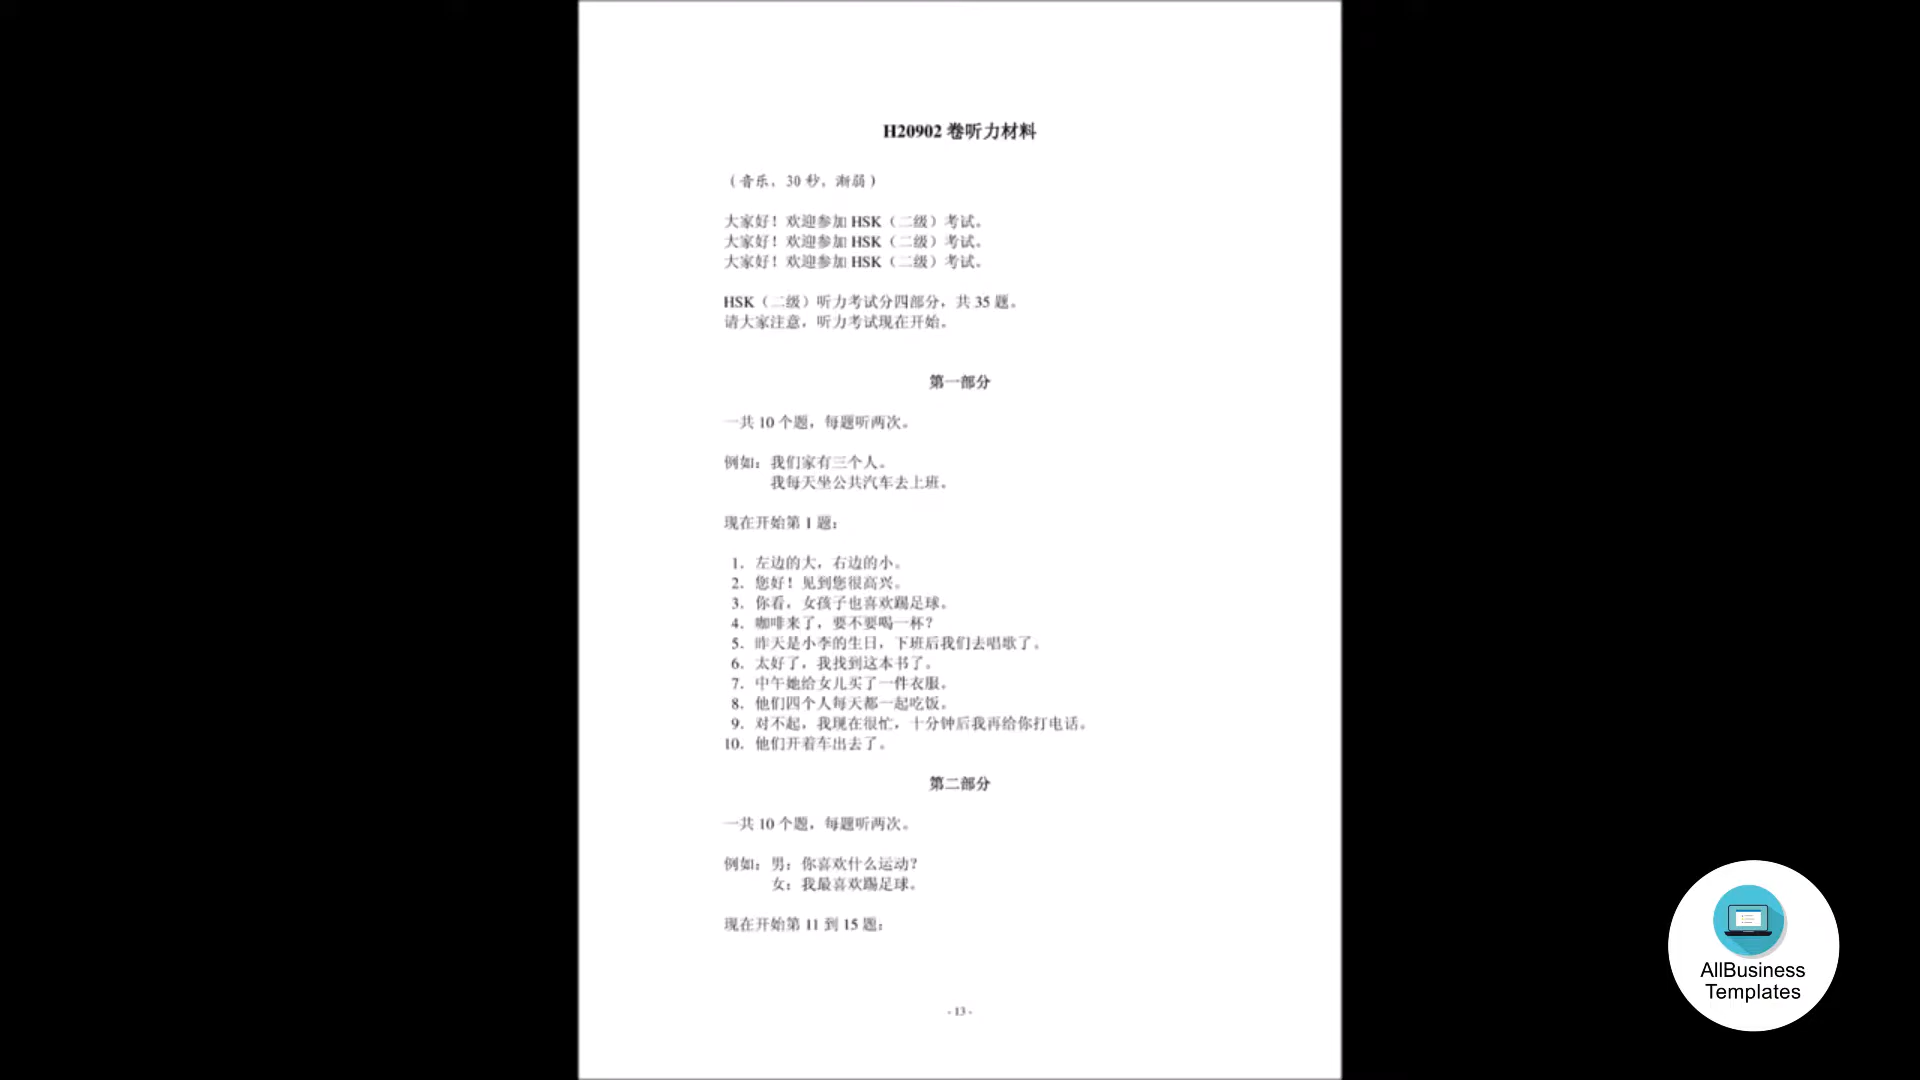 H20902 卷听力材料
（音乐，30 秒，渐弱）
大家好！欢迎参加 HSK（二级）考试。
大家好！欢迎参加 HSK（二级）考试。
大家好！欢迎参加 HSK（二级）考试。
HSK（二级）听力考试分四部分，共 35 题。
请大家注意，听力考试现在开始。
第一部分
一共 10 个题，每题听两次。
例如：我们家有三个人。
我每天坐公共汽车去上班。
现在开始第 1 题：
1．左边的大，右边的小。
2．您好！见到您很高兴。
3．你看，女孩子也喜欢踢足球。
4．咖啡来了，要不要喝一杯？
5．昨天是小李的生日，下班后我们去唱歌了。
6．太好了，我找到这本书了。
7．中午她给女儿买了一件衣服。
8．他们四个人每天都一起吃饭。
9．对不起，我现在很忙，十分钟后我再给你打电话。
10．他们开着车出去了。
第二部分
一共 10 个题，每题听两次。
例如：男：你喜欢什么运动？
女：我最喜欢踢足球。
现在开始第 11 到 15 题：
- 13 -
AllBusiness
Templates